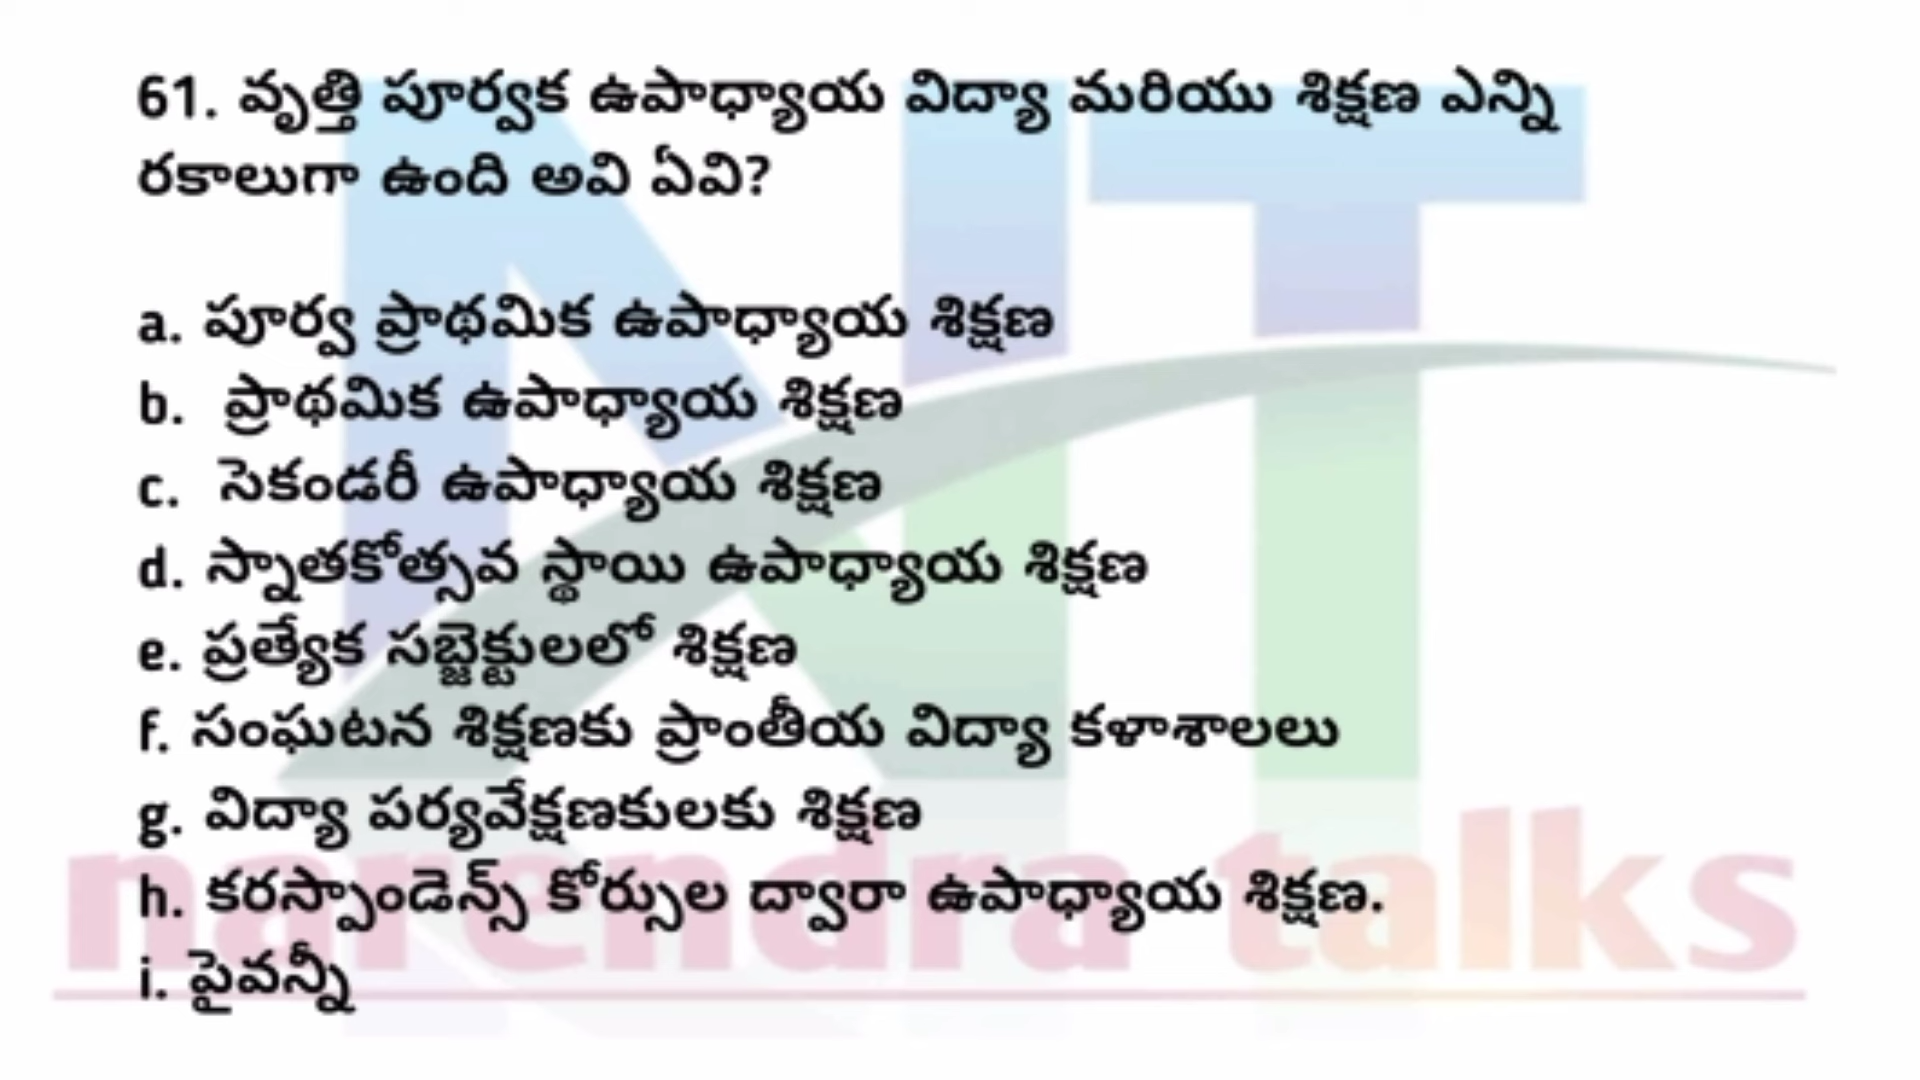 61. వృత్తి పూర్వక ఉపాధ్యాయ విద్యా మరియు శిక్షణ ఎన్ని
రకాలుగా ఉంది అవి ఏవి?
a. పూర్వ ప్రాథమిక ఉపాధ్యాయ శిక్షణ
b. ప్రాథమిక ఉపాధ్యాయ శిక్షణ
c. సెకండరీ ఉపాధ్యాయ శిక్షణ
d. స్నాతకోత్సవ స్థాయి ఉపాధ్యాయ శిక్షణ
e. ప్రత్యేక సబ్జెక్టులలో శిక్షణ
f. సంఘటన శిక్షణకు ప్రాంతీయ విద్యా కళాశాలలు
g. విద్యా పర్యవేక్షణకులకు శిక్షణ
h. కరస్పాండెన్స్ కోర్సుల ద్వారా ఉపాధ్యాయ శిక్షణ.
i. పైవన్నీ
NT
narendra talks